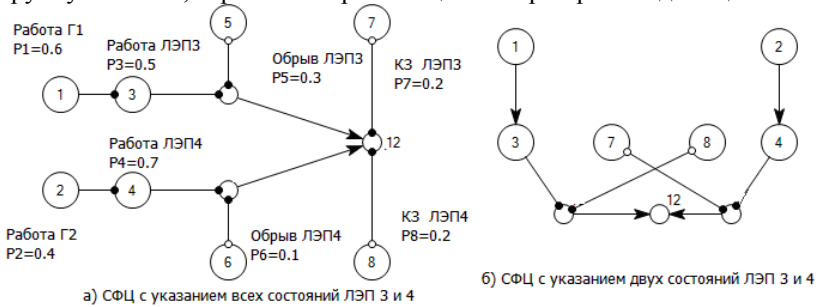 5
7
1
2
Работа Г1
P1=0.6
Работа ЛЭП3
P3=0.5
Обрыв ЛЭП3
P5=0.3
КЗ ЛЭП3
P7=0.2
1
3
12
3
7
8
4
Работа ЛЭП4
P4=0.7
2
4
12
Работа Г2
P2=0.4
Обрыв ЛЭП4
P6=0.1
КЗ ЛЭП4
P8=0.2
6
8
а) СФЦ с указанием всех состояний ЛЭП 3 и 4
б) СФЦ с указанием двух состояний ЛЭП 3 и 4